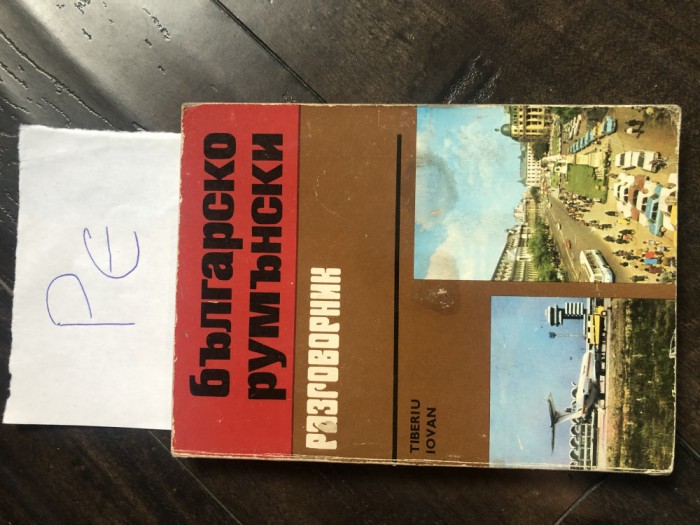 българско
румънски
РАЗГОВОРНИК
TIBERIU
IOVAN
PE